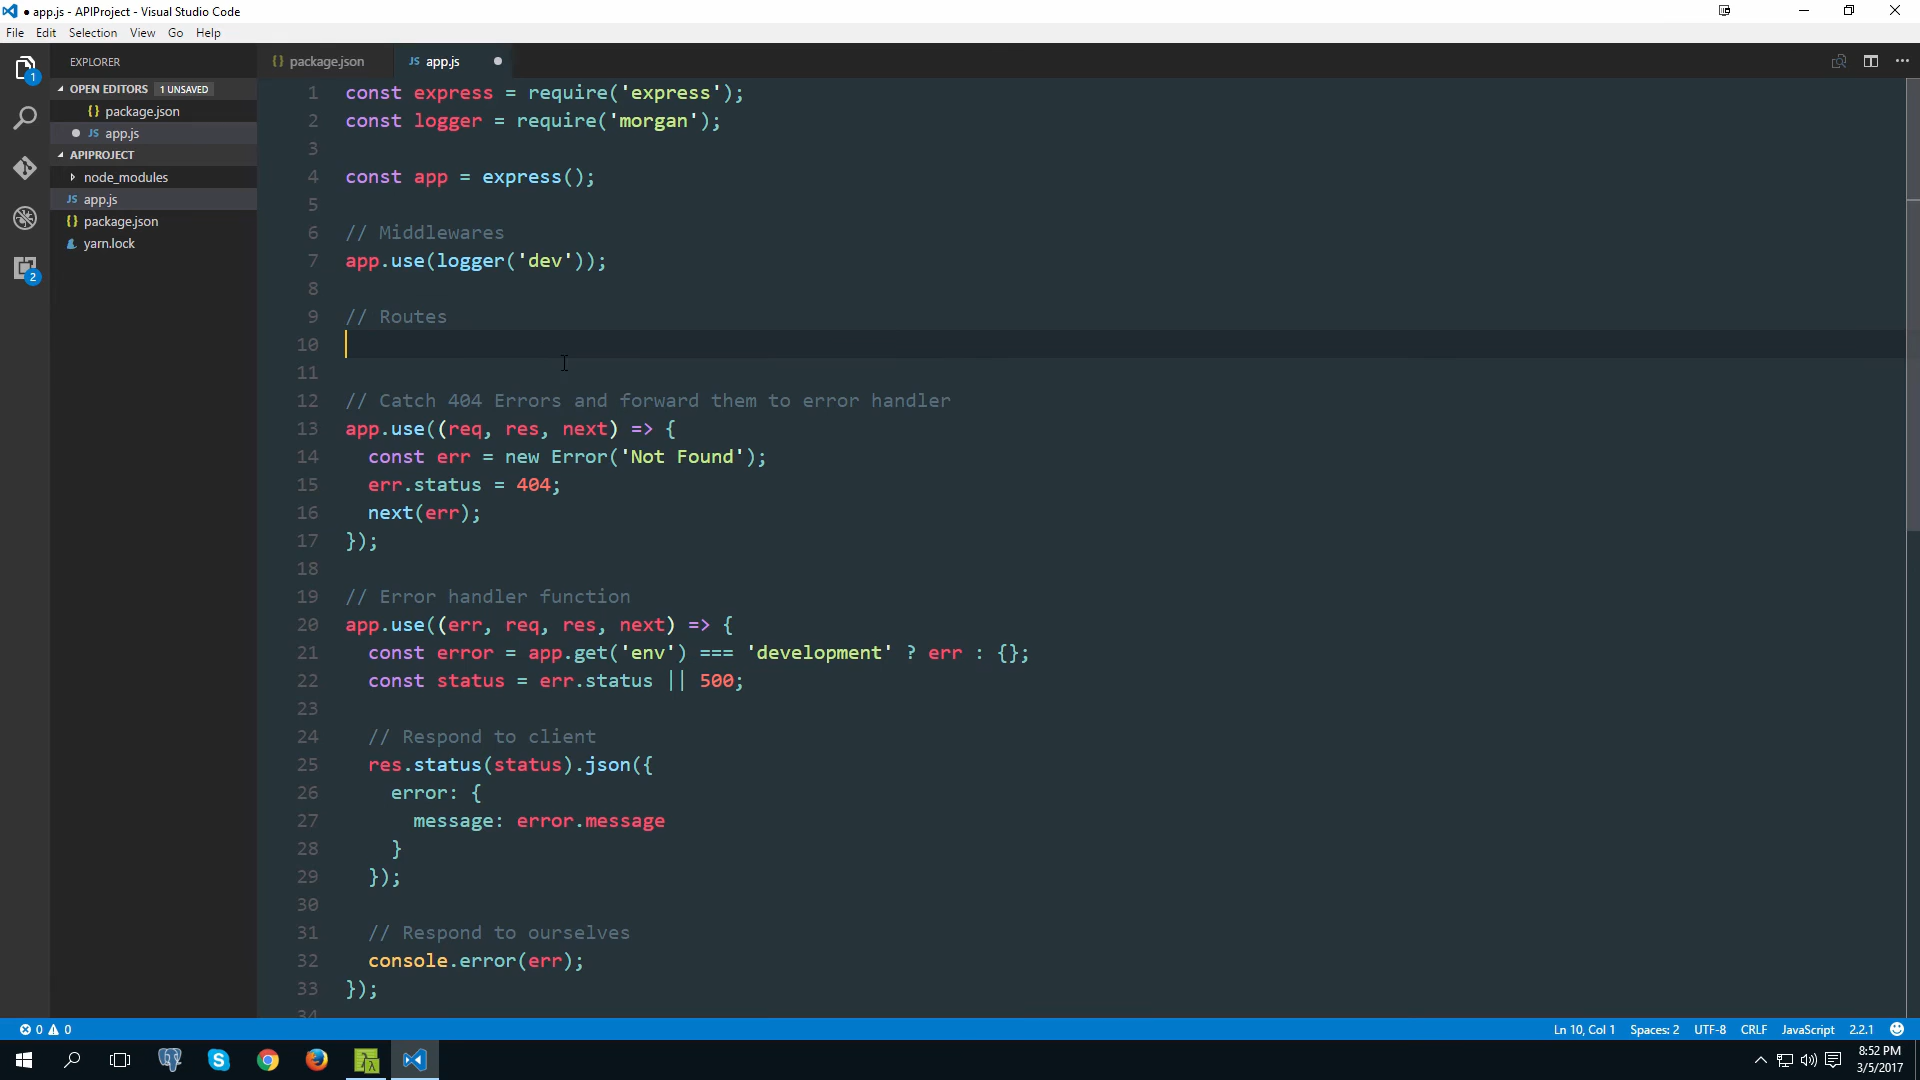 ● app.js - APIProject - Visual Studio Code
File Edit Selection View Go Help
EXPLORER
OPEN EDITORS 1 UNSAVED
{} package.json
● JS app.js
APIPROJECT
node_modules
JS app.js
{} package.json
yarn.lock
1
2
{} package.json JS app.js ●
1 const express = require('express');
2 const logger = require('morgan');
3
4 const app = express();
5
6 // Middlewares
7 app.use(logger('dev'));
8
9 // Routes
10
11
12 // Catch 404 Errors and forward them to error handler
13 app.use((req, res, next) => {
14 const err = new Error('Not Found');
15 err.status = 404;
16 next(err);
17 });
18
19 // Error handler function
20 app.use((err, req, res, next) => {
21 const error = app.get('env') === 'development' ? err : {};
22 const status = err.status || 500;
23
24 // Respond to client
25 res.status(status).json({
26 error: {
27 message: error.message
28 }
29 });
30
31 // Respond to ourselves
32 console.error(err);
33 });
34
0 0 Ln 10, Col 1 Spaces: 2 UTF-8 CRLF JavaScript 2.2.1
8:52 PM
3/5/2017